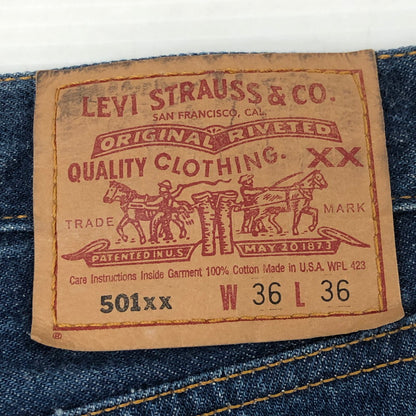 LEVI STRAUSS & CO.
SAN FRANCISCO, CAL.
ORIGINAL RIVETED
QUALITY CLOTHING. XX
TRADE MARK
PATENTED IN U.S. MAY 20 1873
Care Instructions Inside Garment 100% Cotton Made in U.S.A. WPL 423
501xx W 36 L 36
®